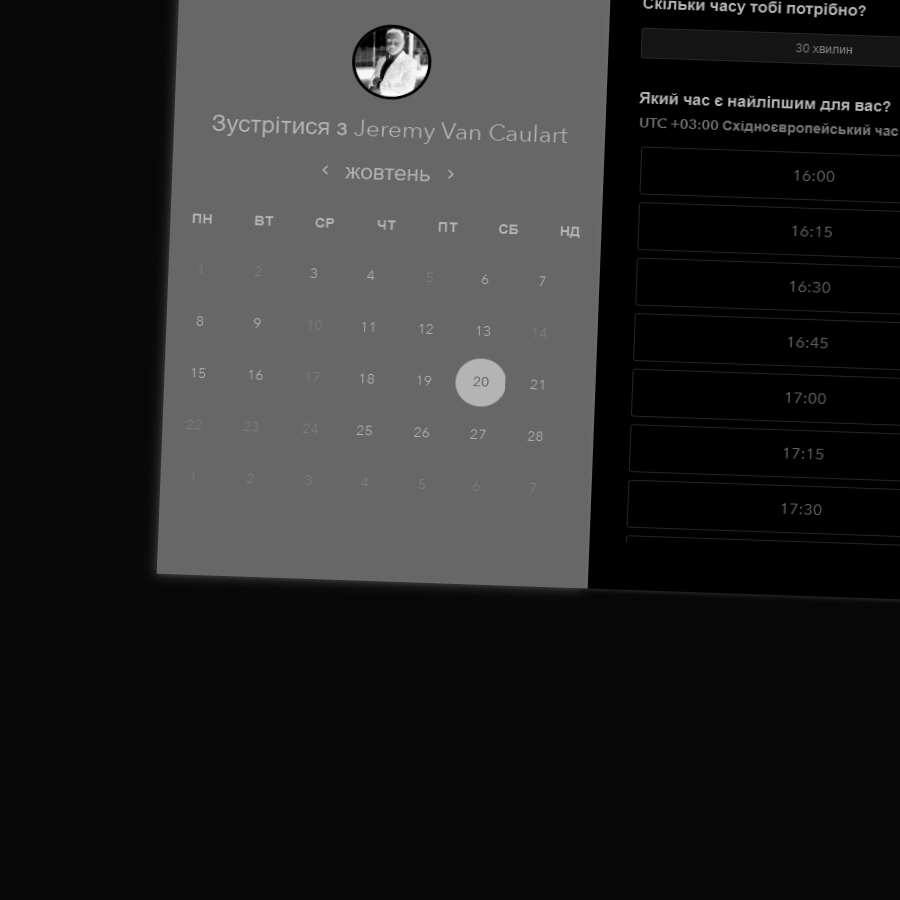 Зустрітися з Jeremy Van Caulart
‹ жовтень ›
ПН ВТ СР ЧТ ПТ СБ НД
1 2 3 4 5 6 7
8 9 10 11 12 13 14
15 16 17 18 19 20 21
22 23 24 25 26 27 28
1 2 3 4 5 6 7
Скільки часу тобі потрібно?
30 хвилин
Який час є найліпшим для вас?
UTC +03:00 Східноєвропейський час
16:00
16:15
16:30
16:45
17:00
17:15
17:30